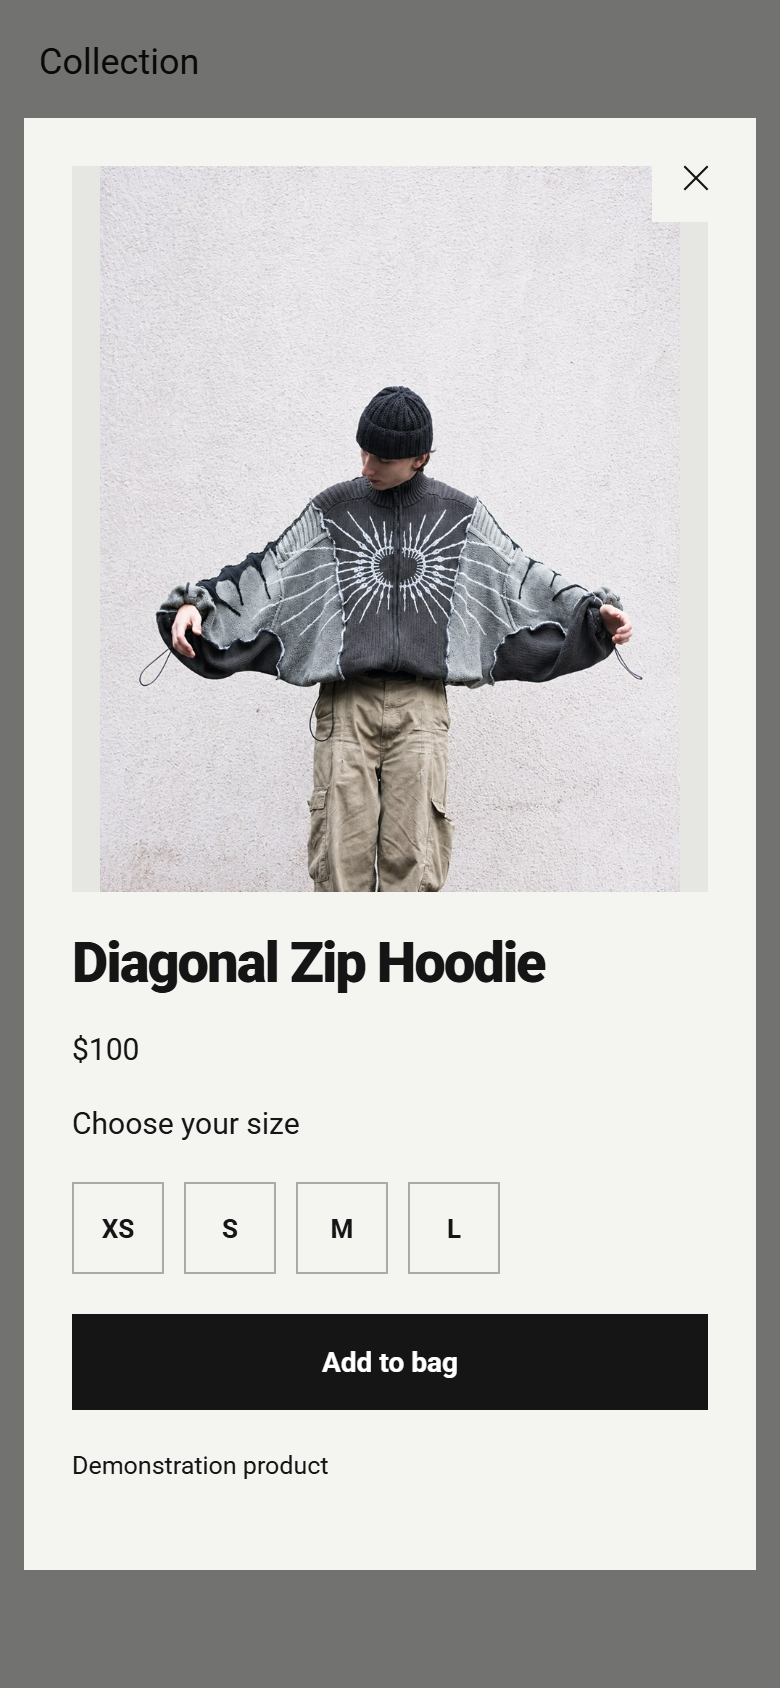 Collection
Diagonal Zip Hoodie
$100
Choose your size
XS S M L
Add to bag
Demonstration product